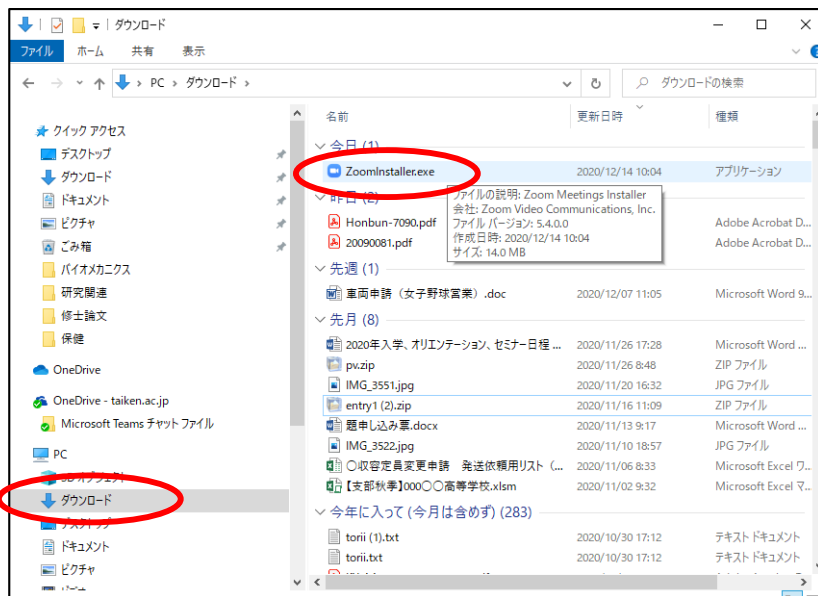 ダウンロード
ファイル ホーム 共有 表示
PC › ダウンロード › ダウンロードの検索
名前 更新日時 種類
クイック アクセス
デスクトップ
ダウンロード
ドキュメント
ピクチャ
ごみ箱
バイオメカニクス
研究関連
修士論文
保健
OneDrive
OneDrive - taiken.ac.jp
Microsoft Teams チャット ファイル
PC
3D オブジェクト
ダウンロード
デスクトップ
ドキュメント
ピクチャ
今日 (1)
ZoomInstaller.exe 2020/12/14 10:04 アプリケーション
昨日 (2)
ファイルの説明: Zoom Meetings Installer
会社: Zoom Video Communications, Inc.
ファイル バージョン: 5.4.0.0
作成日時: 2020/12/14 10:04
サイズ: 14.0 MB
Honbun-7090.pdf Adobe Acrobat D...
20090081.pdf Adobe Acrobat D...
先週 (1)
車両申請（女子野球営業）.doc 2020/12/07 11:05 Microsoft Word 9...
先月 (8)
2020年入学、オリエンテーション、セミナー日程 ... 2020/11/26 17:28 Microsoft Word ...
pv.zip 2020/11/26 8:48 ZIP ファイル
IMG_3551.jpg 2020/11/20 16:32 JPG ファイル
entry1 (2).zip 2020/11/16 11:09 ZIP ファイル
題申し込み票.docx 2020/11/13 9:17 Microsoft Word ...
IMG_3522.jpg 2020/11/10 18:57 JPG ファイル
○収容定員変更申請　発送依頼用リスト（... 2020/11/06 8:33 Microsoft Excel ワ...
【支部秋季】000○○高等学校.xlsm 2020/11/02 9:32 Microsoft Excel マ...
今年に入って (今月は含めず) (283)
torii (1).txt 2020/10/30 17:12 テキスト ドキュメント
torii.txt 2020/10/30 17:12 テキスト ドキュメント